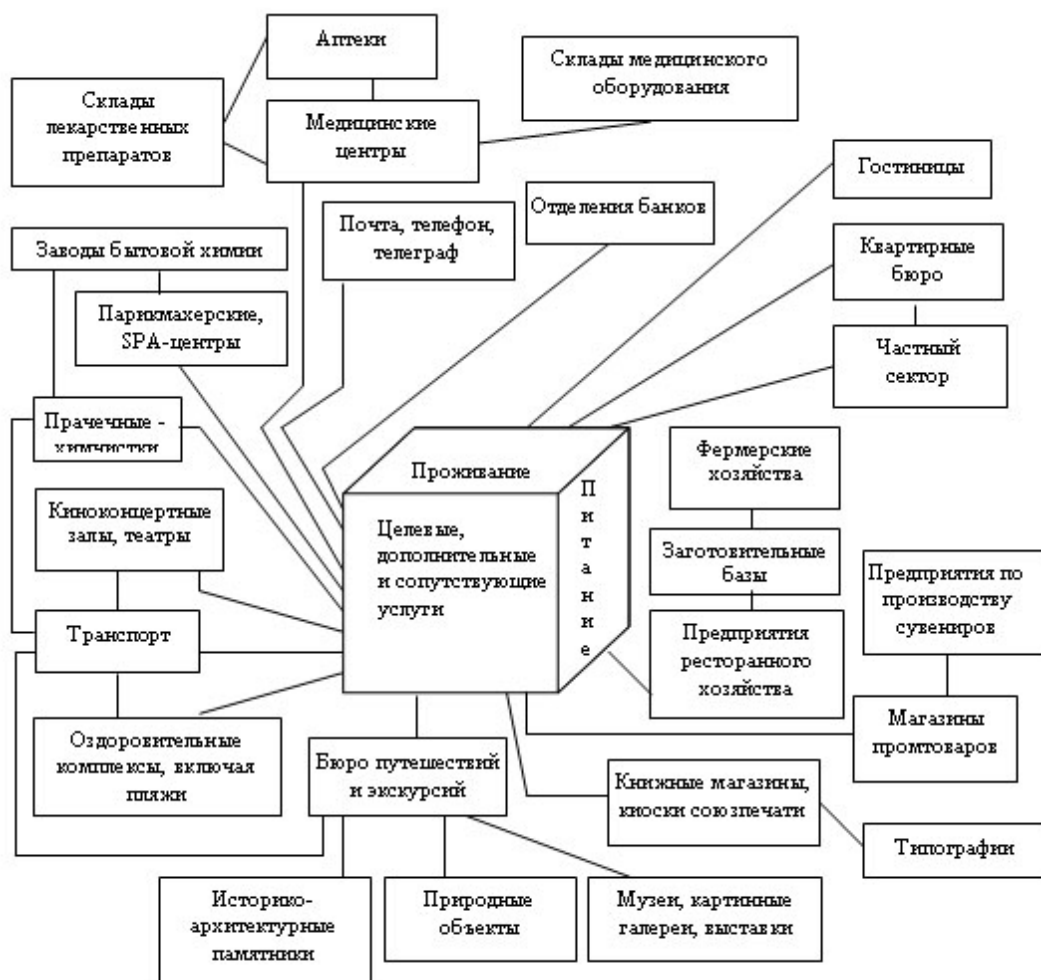 Аптеки
Склады медицинского
оборудования
Склады
лекарственных
препаратов
Медицинские
центры
Гостиницы
Отделения банков
Почта, телефон,
телеграф
Заводы бытовой химии
Квартирные
бюро
Парикмахерские,
SPA-центры
Частный
сектор
Прачечные -
химчистки
Фермерские
хозяйства
Проживание
Питание
Киноконцертные
залы, театры
Целевые,
дополнительные
и сопутствующие
услуги
Заготовительные
базы
Предприятия по
производству
сувениров
Транспорт
Предприятия
ресторанного
хозяйства
Магазины
промтоваров
Оздоровительные
комплексы, включая
пляжи
Бюро путешествий
и экскурсий
Книжные магазины,
киоски союзпечати
Типографии
Историко-
архитектурные
памятники
Природные
объекты
Музеи, картинные
галереи, выставки